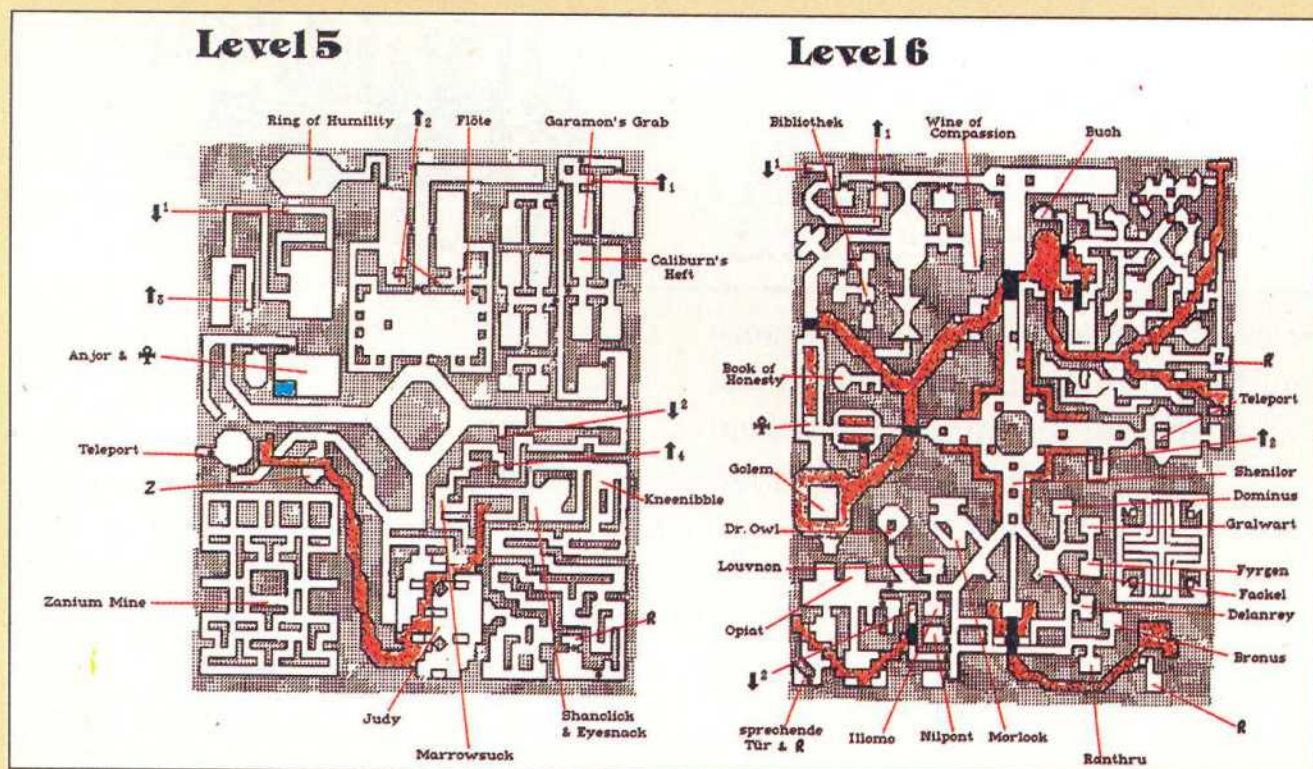 Level 5
Ring of Humility
↑2
Flöte
Garamon's Grab
↑1
↓1
Caliburn's
Heft
↑3
Anjor & ☥
↓2
Teleport
↑4
Z
Kneenibble
Zanium Mine
R
Judy
Shanclick
& Eyesnack
Marrowsuck
Level 6
Bibliothek
↑1
Wine of
Compassion
Buch
↓1
R
Book of
Honesty
Teleport
☥
↑2
Golem
Shenilor
Dominus
Dr. Owl
Gralwart
Louvnon
Fyrgen
Fackel
Delanrey
Opiat
Bronus
↓2
sprechende
Tür & R
Illomo
Nilpont
Morlock
R
Ranthru